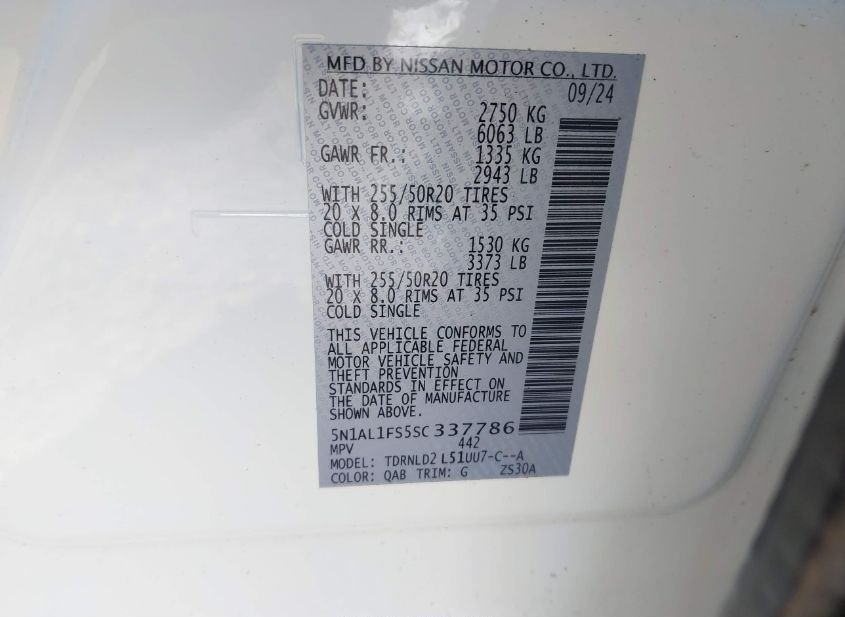 MFD BY NISSAN MOTOR CO., LTD.
DATE: 09/24
GVWR: 2750 KG
6063 LB
GAWR FR.: 1335 KG
2943 LB
WITH 255/50R20 TIRES
20 X 8.0 RIMS AT 35 PSI
COLD SINGLE
GAWR RR.: 1530 KG
3373 LB
WITH 255/50R20 TIRES
20 X 8.0 RIMS AT 35 PSI
COLD SINGLE
THIS VEHICLE CONFORMS TO
ALL APPLICABLE FEDERAL
MOTOR VEHICLE SAFETY AND
THEFT PREVENTION
STANDARDS IN EFFECT ON
THE DATE OF MANUFACTURE
SHOWN ABOVE.
5N1AL1FS5SC337786
MPV 442
MODEL: TDRNLD2 L51UU7-C--A
COLOR: QAB TRIM: G ZS30A